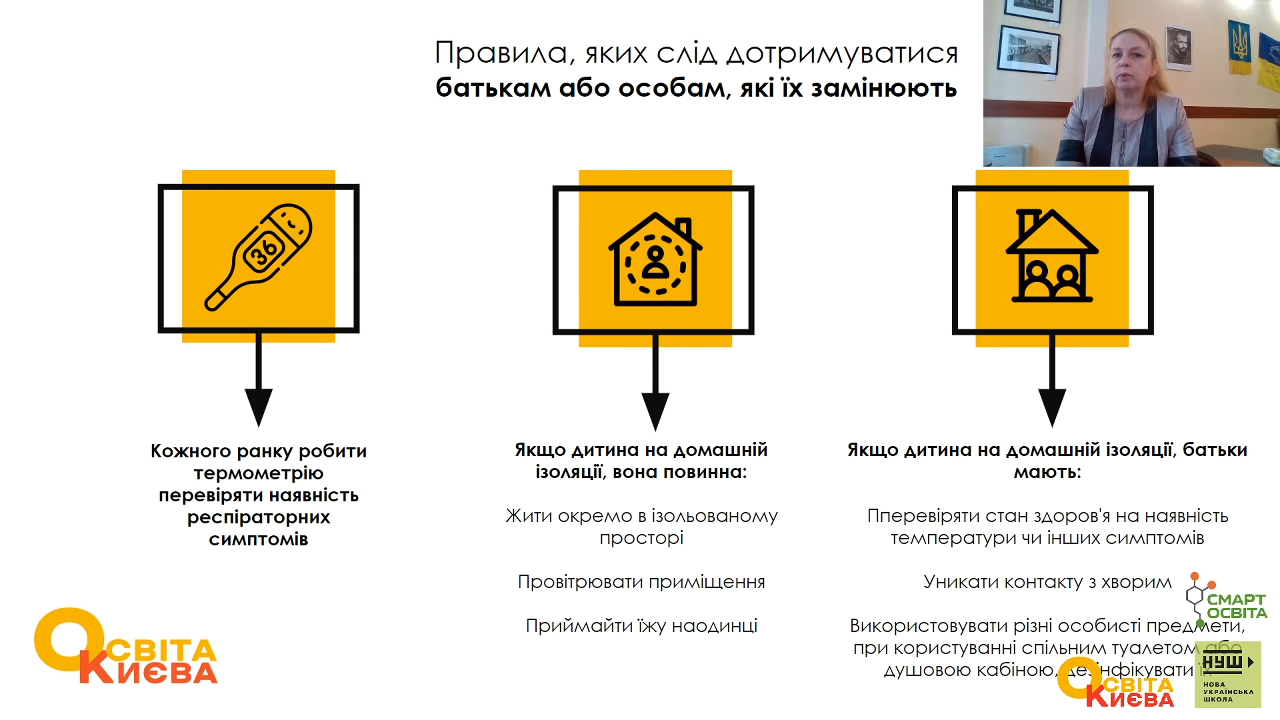 Правила, яких слід дотримуватися
батькам або особам, які їх замінюють
36
Кожного ранку робити
термометрію
перевіряти наявність
респіраторних
симптомів
Якщо дитина на домашній
ізоляції, вона повинна:
Жити окремо в ізольованому
просторі
Провітрювати приміщення
Приймайти їжу наодинці
Якщо дитина на домашній ізоляції, батьки
мають:
Пперевіряти стан здоров'я на наявність
температури чи інших симптомів
Уникати контакту з хворим
Використовувати різні особисті предмети,
при користуванні спільним туалетом або
душовою кабіною, дезінфікувати їх
ОСВІТА
КИЄВА
СМАРТ
ОСВІТА
ОСВІТА
КИЄВА
НУШ
НОВА
УКРАЇНСЬКА
ШКОЛА